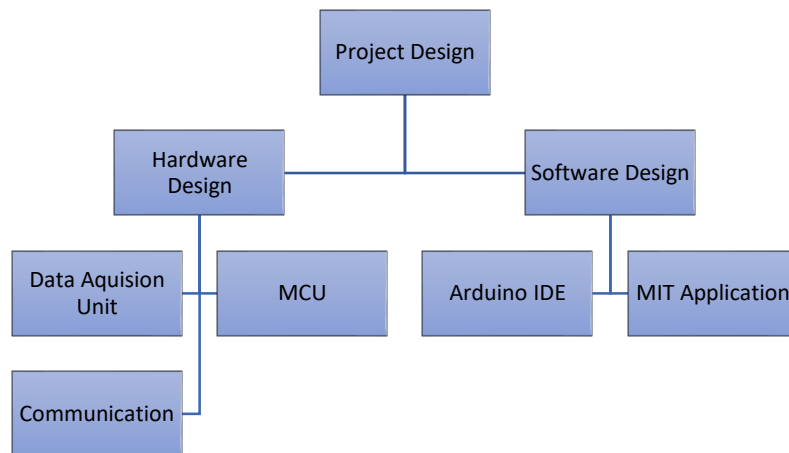 Project Design
Hardware
Design
Software Design
Data Aquision
Unit
MCU
Arduino IDE
MIT Application
Communication